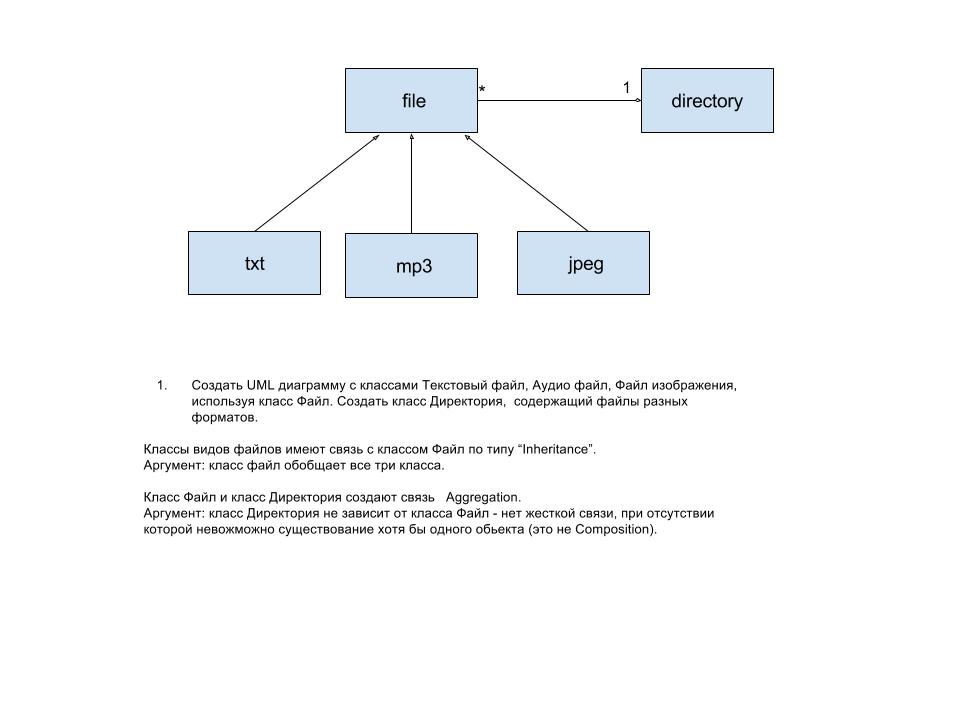 file
*
1
directory
txt
mp3
jpeg
1. Создать UML диаграмму с классами Текстовый файл, Аудио файл, Файл изображения,
используя класс Файл. Создать класс Директория, содержащий файлы разных
форматов.
Классы видов файлов имеют связь с классом Файл по типу “Inheritance”.
Аргумент: класс файл обобщает все три класса.
Класс Файл и класс Директория создают связь Aggregation.
Аргумент: класс Директория не зависит от класса Файл - нет жесткой связи, при отсутствии
которой невожможно существование хотя бы одного обьекта (это не Composition).